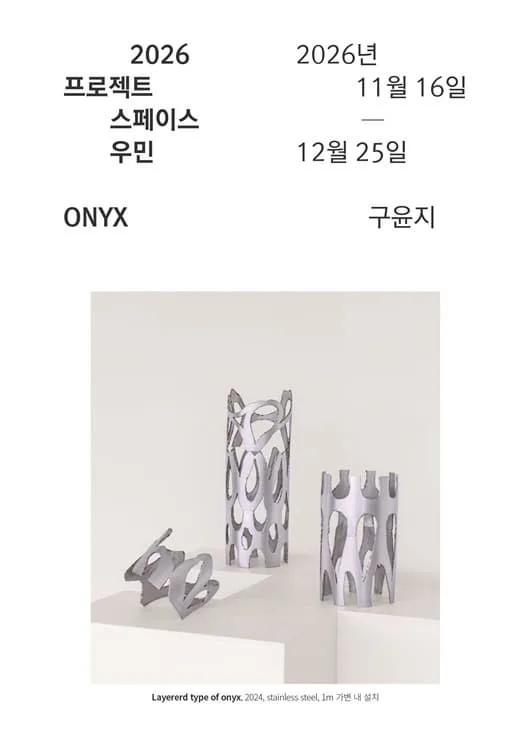 2026
프로젝트
스페이스
우민
2026년
11월 16일
—
12월 25일
ONYX
구윤지
Layererd type of onyx, 2024, stainless steel, 1m 가변 내 설치